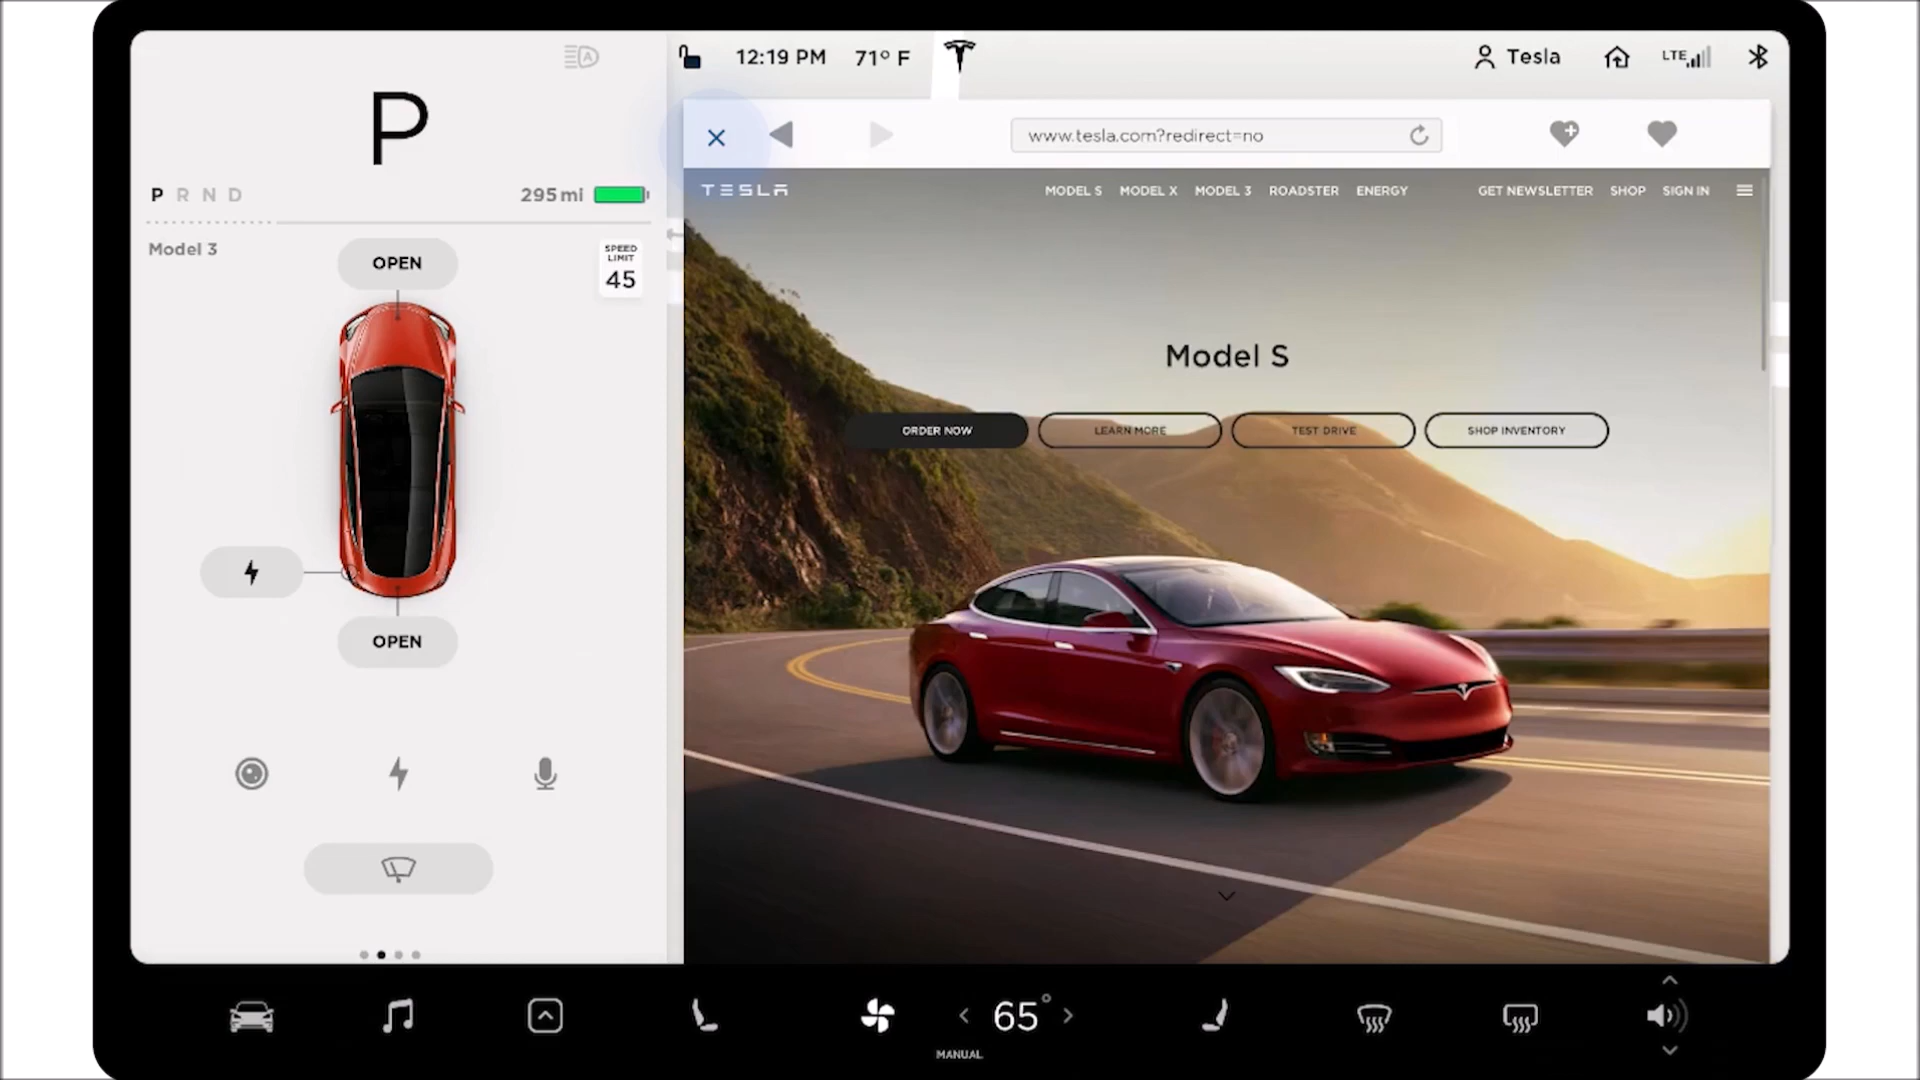 P
P R N D
295 mi
Model 3
OPEN
SPEED
LIMIT
45
OPEN
12:19 PM 71° F
Tesla
LTE
www.tesla.com?redirect=no
TESLA
MODEL S MODEL X MODEL 3 ROADSTER ENERGY
GET NEWSLETTER SHOP SIGN IN
Model S
ORDER NOW LEARN MORE TEST DRIVE SHOP INVENTORY
65°
MANUAL